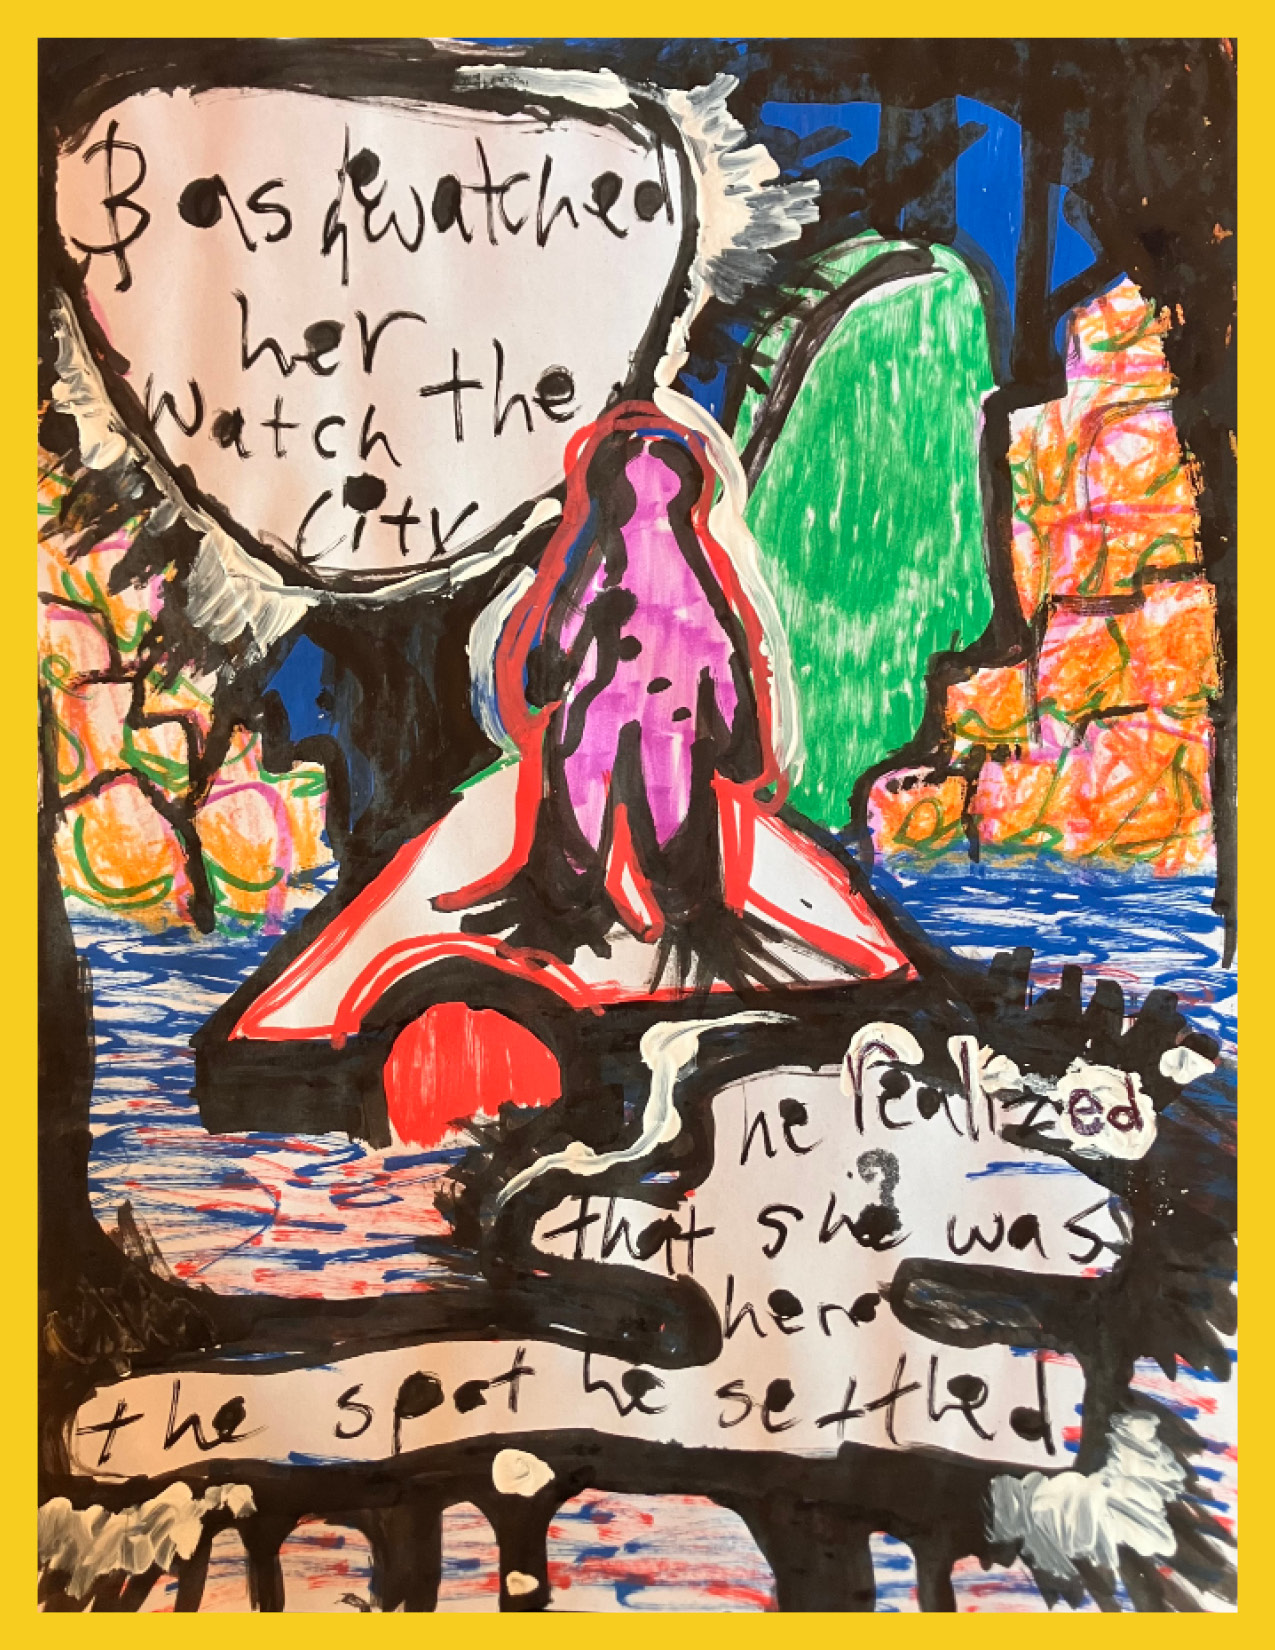 B as he watched
her
watch the
city
he realized
?
that she was
here
the spot he settled